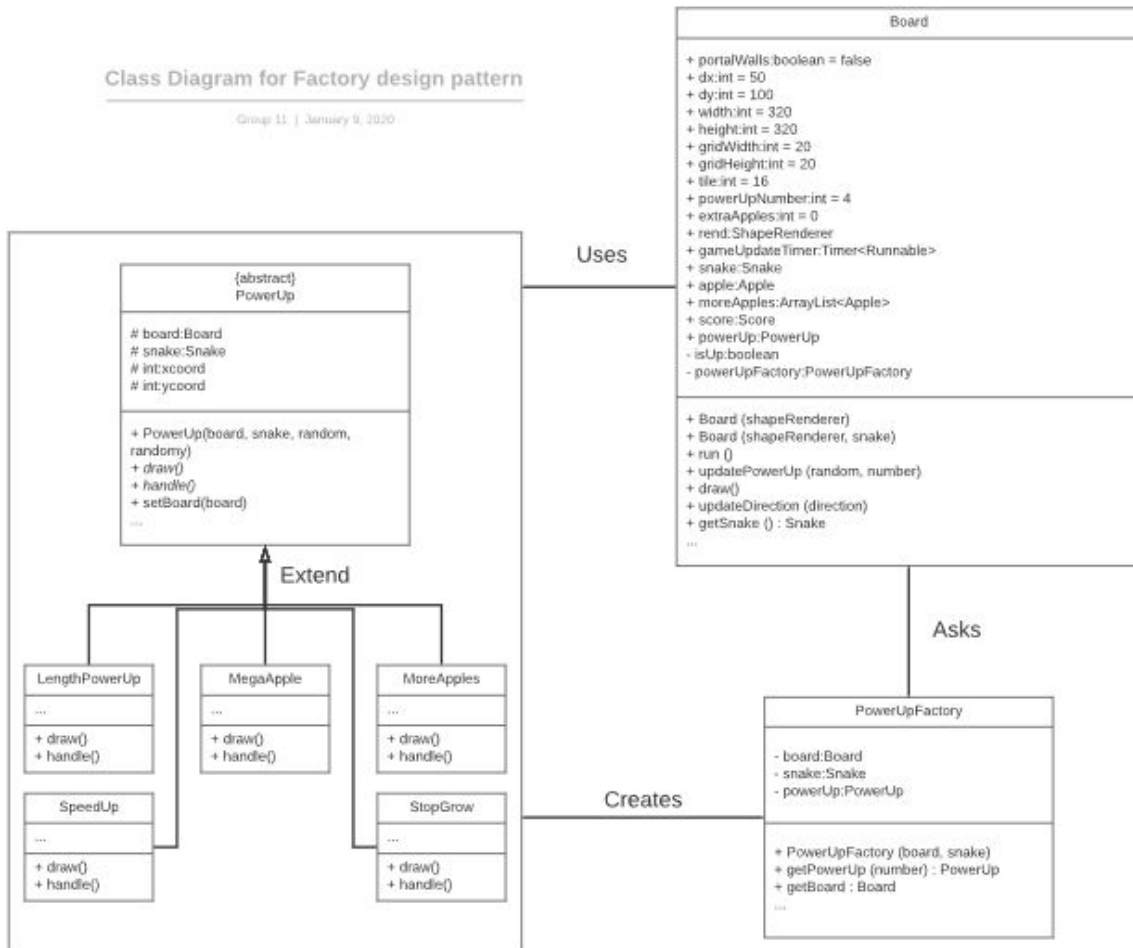 Class Diagram for Factory design pattern
Group 11 | January 9, 2020
Board
+ portalWalls:boolean = false
+ dx:int = 50
+ dy:int = 100
+ width:int = 320
+ height:int = 320
+ gridWidth:int = 20
+ gridHeight:int = 20
+ tile:int = 16
+ powerUpNumber:int = 4
+ extraApples:int = 0
+ rend:ShapeRenderer
+ gameUpdateTimer:Timer<Runnable>
+ snake:Snake
+ apple:Apple
+ moreApples:ArrayList<Apple>
+ score:Score
+ powerUp:PowerUp
- isUp:boolean
- powerUpFactory:PowerUpFactory
+ Board (shapeRenderer)
+ Board (shapeRenderer, snake)
+ run ()
+ updatePowerUp (random, number)
+ draw()
+ updateDirection (direction)
+ getSnake () : Snake
...
Uses
{abstract}
PowerUp
# board:Board
# snake:Snake
# int:xcoord
# int:ycoord
+ PowerUp(board, snake, random,
randomy)
+ draw()
+ handle()
+ setBoard(board)
...
Extend
LengthPowerUp
...
+ draw()
+ handle()
MegaApple
...
+ draw()
+ handle()
MoreApples
...
+ draw()
+ handle()
SpeedUp
...
+ draw()
+ handle()
StopGrow
...
+ draw()
+ handle()
Asks
Creates
PowerUpFactory
- board:Board
- snake:Snake
- powerUp:PowerUp
+ PowerUpFactory (board, snake)
+ getPowerUp (number) : PowerUp
+ getBoard : Board
...